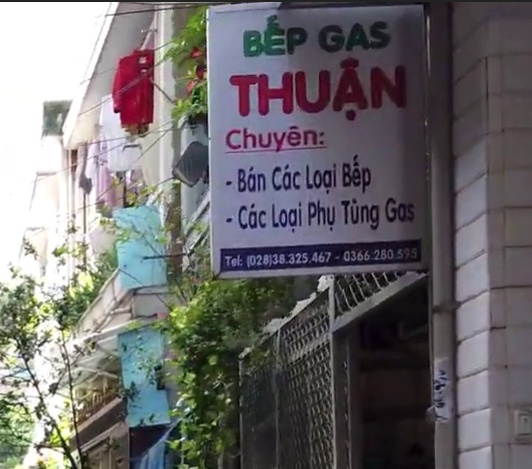 BẾP GAS
THUẬN
Chuyên:
- Bán Các Loại Bếp
- Các Loại Phụ Tùng Gas
Tel: (028)38.325.467 - 0366.280.595